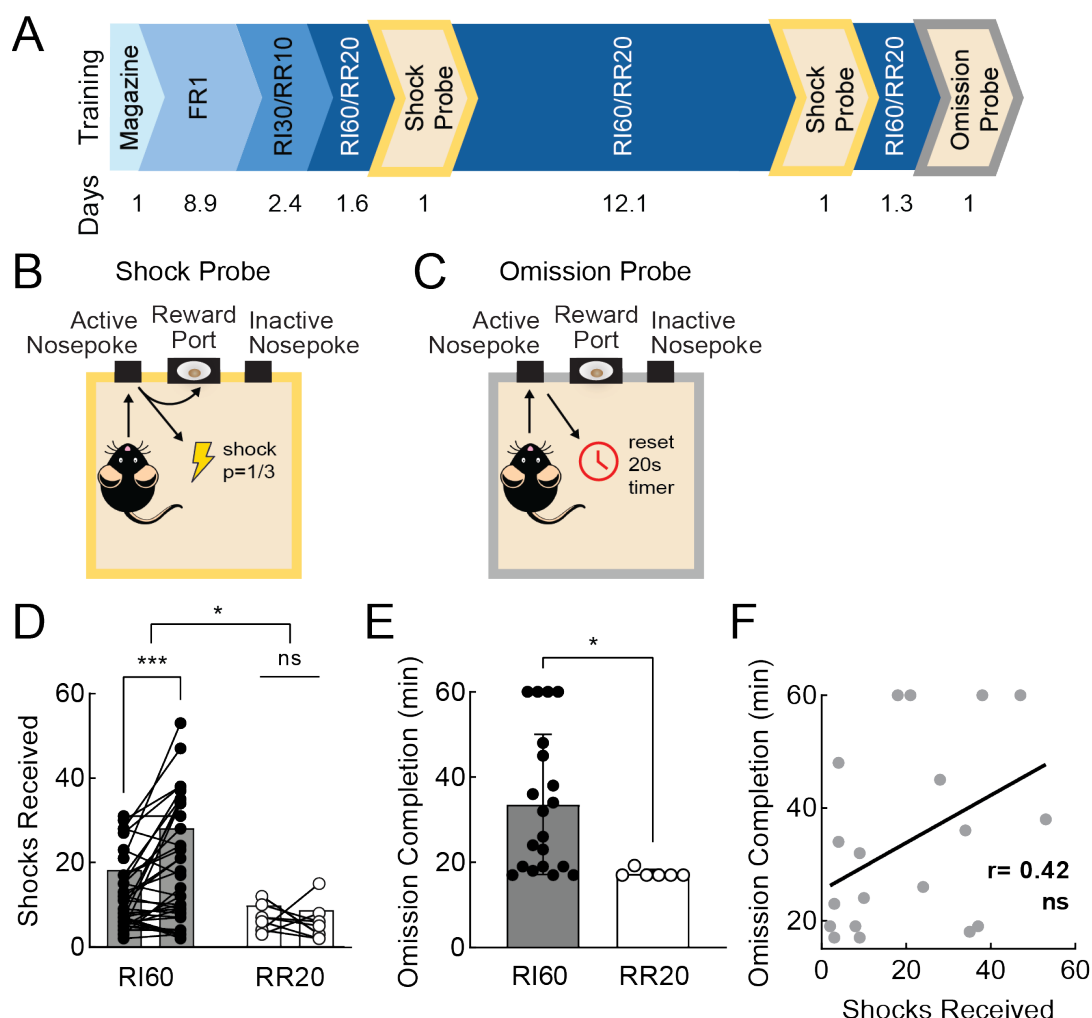 A
Training
Magazine
FR1
RI30/RR10
RI60/RR20
Shock
Probe
RI60/RR20
Shock
Probe
RI60/RR20
Omission
Probe
Days
1 8.9 2.4 1.6 1 12.1 1 1.3 1
B
Shock Probe
Active
Nosepoke
Reward
Port
Inactive
Nosepoke
shock
p=1/3
C
Omission Probe
Active
Nosepoke
Reward
Port
Inactive
Nosepoke
reset
20s
timer
D
*
***
ns
Shocks Received
60
40
20
0
RI60 RR20
E
*
Omission Completion (min)
60
40
20
0
RI60 RR20
F
Omission Completion (min)
60
40
20
r= 0.42
ns
0 20 40 60
Shocks Received